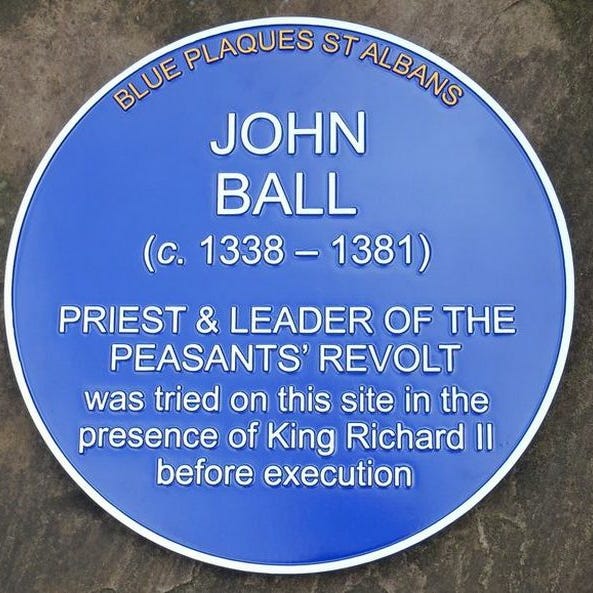 BLUE PLAQUES ST ALBANS
JOHN
BALL
(c. 1338 – 1381)
PRIEST & LEADER OF THE
PEASANTS’ REVOLT
was tried on this site in the
presence of King Richard II
before execution